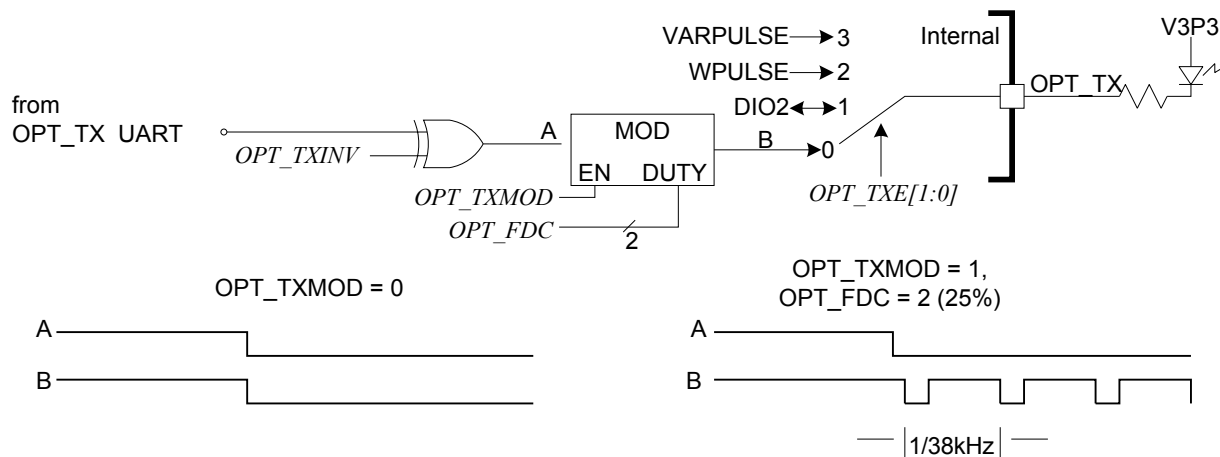 VARPULSE 3
Internal
V3P3
WPULSE 2
OPT_TX
from
OPT_TX UART
DIO2 1
A
MOD
B
0
OPT_TXINV
EN DUTY
OPT_TXMOD
OPT_TXE[1:0]
OPT_FDC
2
OPT_TXMOD = 0
OPT_TXMOD = 1,
OPT_FDC = 2 (25%)
A
B
A
B
1/38kHz